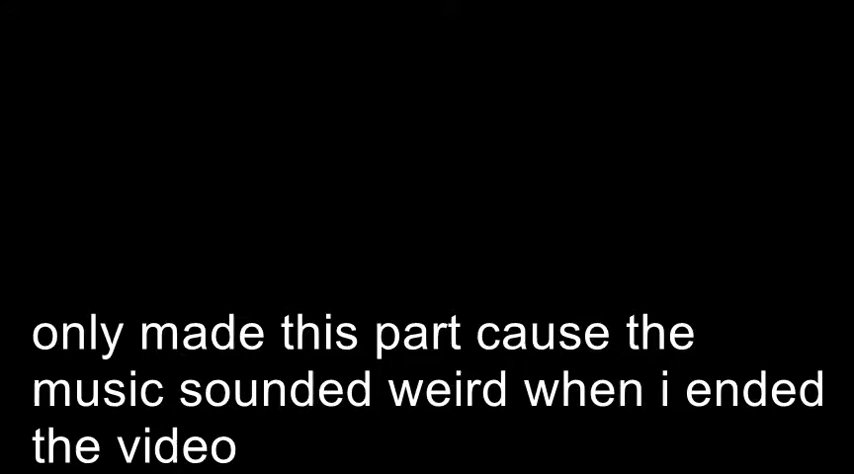 only made this part cause the
music sounded weird when i ended
the video